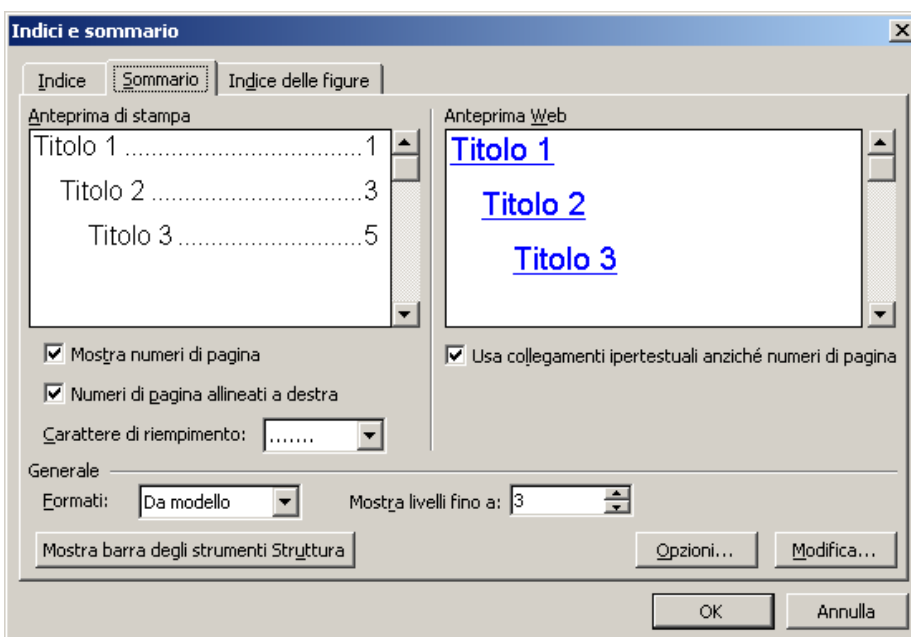 Indici e sommario
Indice Sommario Indice delle figure
Anteprima di stampa
Titolo 1 ................................. 1
Titolo 2 ............................. 3
Titolo 3 ......................... 5
Anteprima Web
Titolo 1
Titolo 2
Titolo 3
Mostra numeri di pagina
Numeri di pagina allineati a destra
Carattere di riempimento: .......
Usa collegamenti ipertestuali anziché numeri di pagina
Generale
Formati: Da modello Mostra livelli fino a: 3
Mostra barra degli strumenti Struttura Opzioni... Modifica...
OK Annulla